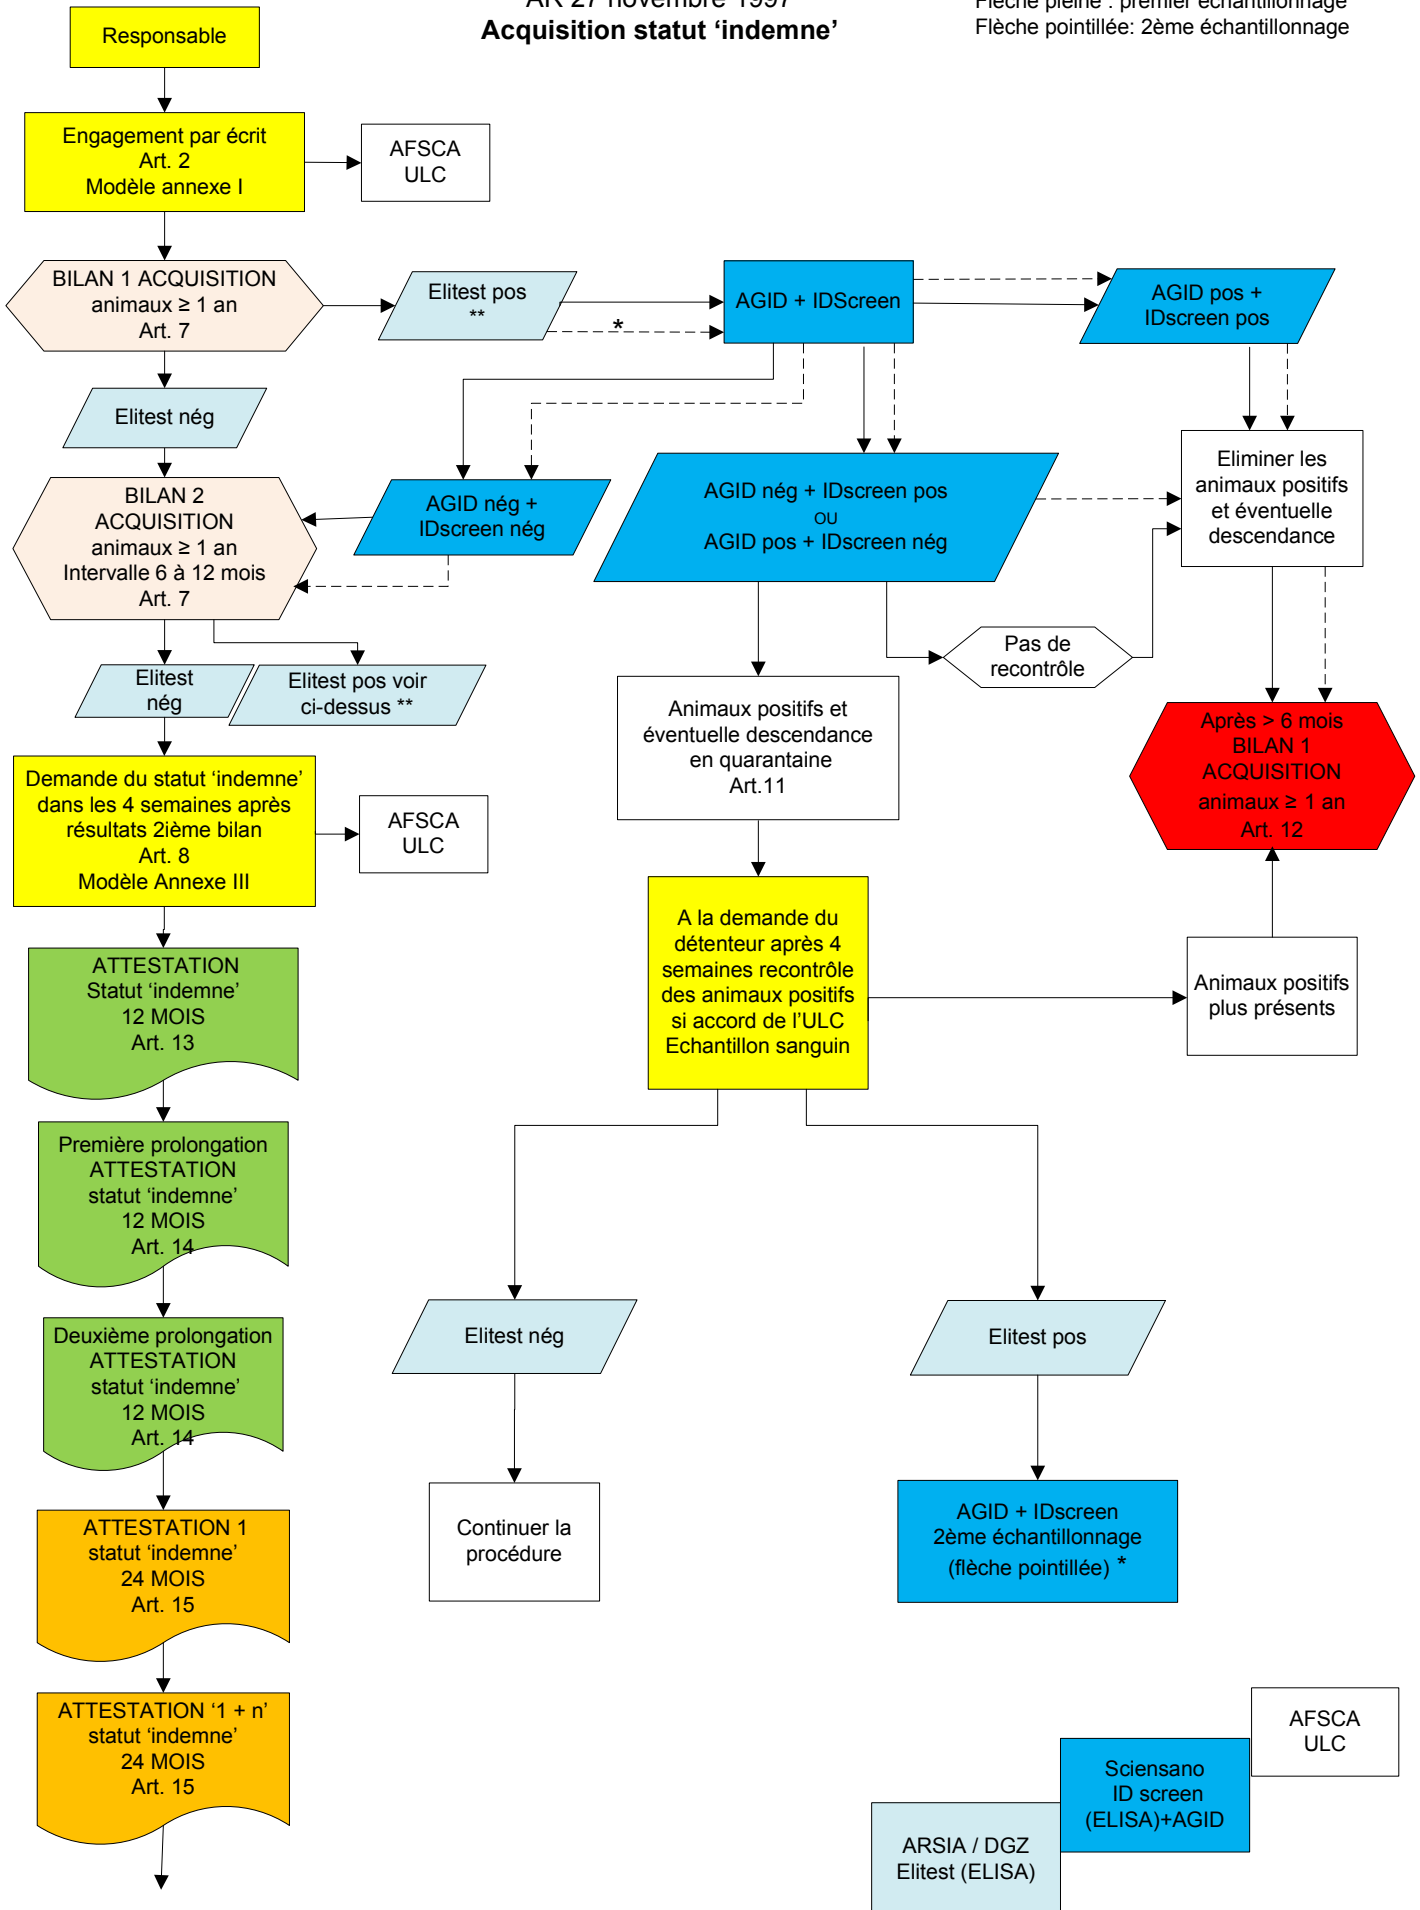 AR 27 novembre 1997
Acquisition statut ‘indemne’
Flèche pleine : premier échantillonnage
Flèche pointillée: 2ème échantillonnage
Responsable
Engagement par écrit
Art. 2
Modèle annexe I
AFSCA
ULC
BILAN 1 ACQUISITION
animaux ≥ 1 an
Art. 7
Elitest pos
**
*
AGID + IDScreen
AGID pos +
IDscreen pos
Elitest nég
BILAN 2
ACQUISITION
animaux ≥ 1 an
Intervalle 6 à 12 mois
Art. 7
AGID nég +
IDscreen nég
AGID nég + IDscreen pos
OU
AGID pos + IDscreen nég
Eliminer les
animaux positifs
et éventuelle
descendance
Pas de
recontrôle
Elitest
nég
Elitest pos voir
ci-dessus **
Animaux positifs et
éventuelle descendance
en quarantaine
Art.11
Après > 6 mois
BILAN 1
ACQUISITION
animaux ≥ 1 an
Art. 12
Demande du statut ‘indemne’
dans les 4 semaines après
résultats 2ième bilan
Art. 8
Modèle Annexe III
AFSCA
ULC
A la demande du
détenteur après 4
semaines recontrôle
des animaux positifs
si accord de l’ULC
Echantillon sanguin
Animaux positifs
plus présents
ATTESTATION
Statut ‘indemne’
12 MOIS
Art. 13
Première prolongation
ATTESTATION
statut ‘indemne’
12 MOIS
Art. 14
Deuxième prolongation
ATTESTATION
statut ‘indemne’
12 MOIS
Art. 14
Elitest nég
Elitest pos
Continuer la
procédure
AGID + IDscreen
2ème échantillonnage
(flèche pointillée) *
ATTESTATION 1
statut ‘indemne’
24 MOIS
Art. 15
ATTESTATION ‘1 + n’
statut ‘indemne’
24 MOIS
Art. 15
AFSCA
ULC
Sciensano
ID screen
(ELISA)+AGID
ARSIA / DGZ
Elitest (ELISA)